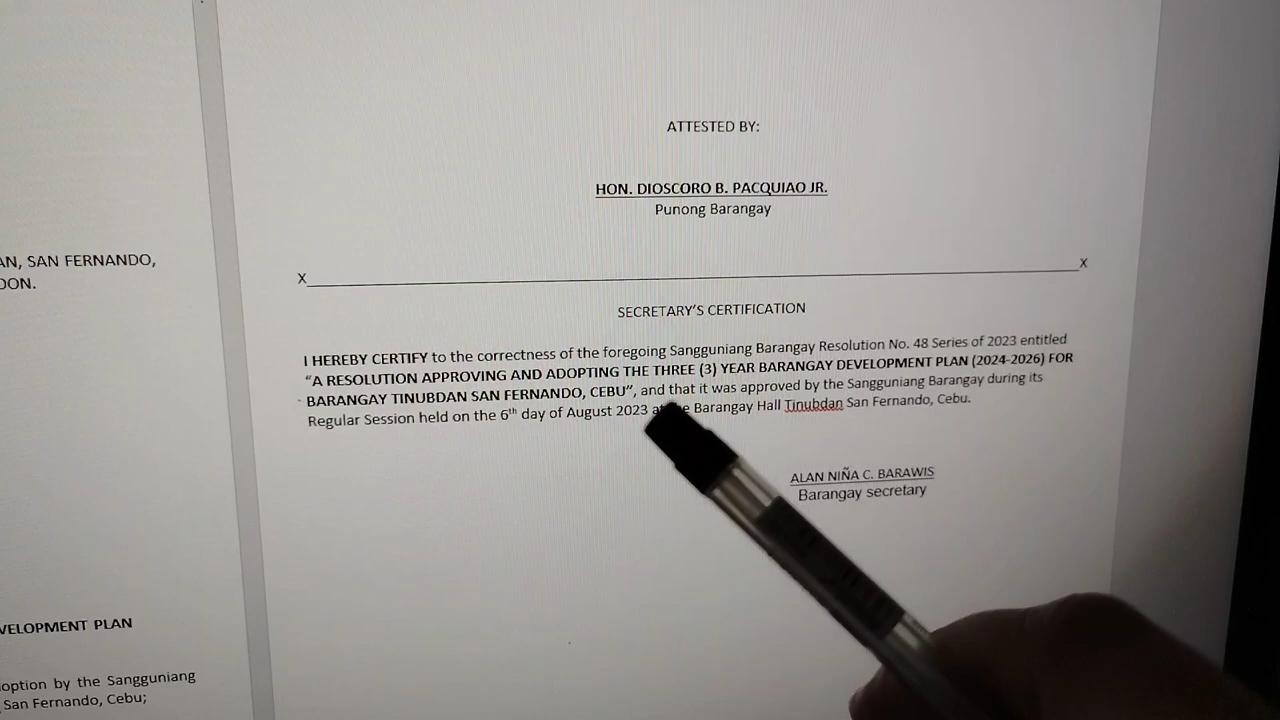 AN, SAN FERNANDO,
OON.
VELOPMENT PLAN
option by the Sangguniang
San Fernando, Cebu;
ATTESTED BY:
HON. DIOSCORO B. PACQUIAO JR.
Punong Barangay
X____X
SECRETARY'S CERTIFICATION
I HEREBY CERTIFY to the correctness of the foregoing Sangguniang Barangay Resolution No. 48 Series of 2023 entitled
"A RESOLUTION APPROVING AND ADOPTING THE THREE (3) YEAR BARANGAY DEVELOPMENT PLAN (2024-2026) FOR
BARANGAY TINUBDAN SAN FERNANDO, CEBU", and that it was approved by the Sangguniang Barangay during its
Regular Session held on the 6th day of August 2023 Barangay Hall Tinubdan San Fernando, Cebu.
ALAN NIÑA C. BARAWIS
Barangay secretary